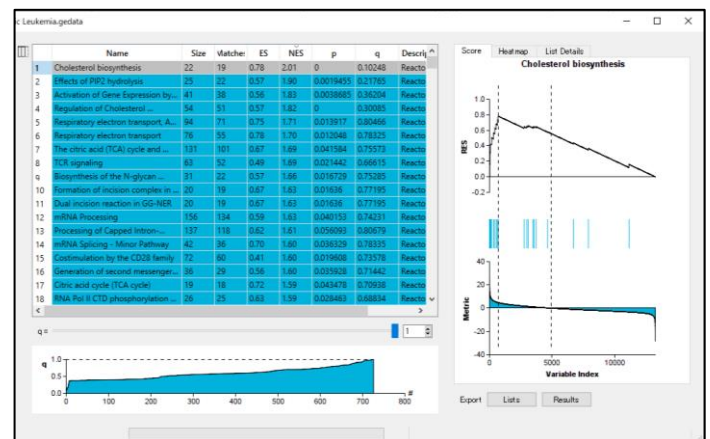 c Leukemia.gedata
Name Size Matche: ES NES p q Descrip
1 Cholesterol biosynthesis 22 19 0.78 2.01 0 0.10248 Reacto
2 Effects of PIP2 hydrolysis 25 22 0.57 1.90 0.0019455 0.21765 Reacto
3 Activation of Gene Expression by... 41 38 0.56 1.83 0.0038685 0.36204 Reacto
4 Regulation of Cholesterol ... 54 51 0.57 1.82 0 0.30085 Reacto
5 Respiratory electron transport, A... 94 71 0.75 1.71 0.013917 0.80466 Reacto
6 Respiratory electron transport 76 55 0.78 1.70 0.012048 0.78325 Reacto
7 The citric acid (TCA) cycle and ... 131 101 0.67 1.69 0.041584 0.75573 Reacto
8 TCR signaling 63 52 0.49 1.69 0.021442 0.66615 Reacto
9 Biosynthesis of the N-glycan ... 31 22 0.57 1.66 0.016729 0.75285 Reacto
10 Formation of incision complex in ... 20 19 0.67 1.63 0.01636 0.77195 Reacto
11 Dual incision reaction in GG-NER 20 19 0.67 1.63 0.01636 0.77195 Reacto
12 mRNA Processing 156 134 0.59 1.63 0.040153 0.74231 Reacto
13 Processing of Capped Intron-... 137 118 0.62 1.61 0.056093 0.80679 Reacto
14 mRNA Splicing - Minor Pathway 42 36 0.70 1.60 0.036329 0.78335 Reacto
15 Costimulation by the CD28 family 72 60 0.41 1.60 0.019608 0.73578 Reacto
16 Generation of second messenger... 36 29 0.56 1.60 0.035928 0.71442 Reacto
17 Citric acid cycle (TCA cycle) 19 18 0.72 1.59 0.043478 0.70938 Reacto
18 RNA Pol II CTD phosphorylation ... 26 25 0.63 1.59 0.028463 0.68834 Reacto
q = 1
q
1.0
0.5
0.0
0 100 200 300 400 500 600 700 800 #
Score Heatmap List Details
Cholesterol biosynthesis
RES
1.0
0.8
0.6
0.4
0.2
0.0
-0.2
Metric
40
20
0
-20
-40
0 5000 10000
Variable Index
Export Lists Results